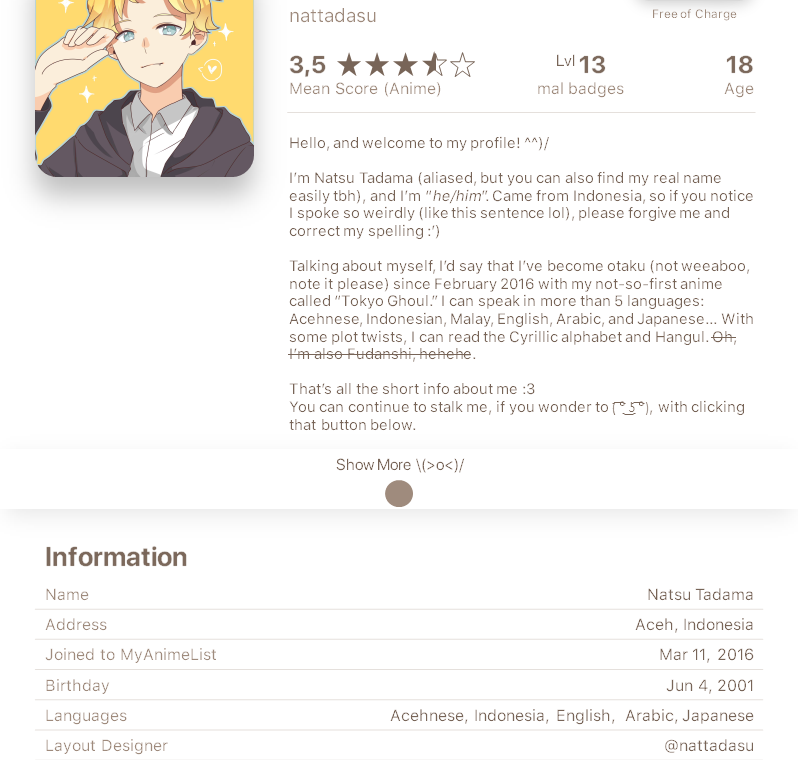 nattadasu
Free of Charge
3,5 ★★★⯪☆
Lvl 13
18
Mean Score (Anime)
mal badges
Age
Hello, and welcome to my profile! ^^)/
I’m Natsu Tadama (aliased, but you can also find my real name
easily tbh), and I’m “he/him”. Came from Indonesia, so if you notice
I spoke so weirdly (like this sentence lol), please forgive me and
correct my spelling :’)
Talking about myself, I’d say that I’ve become otaku (not weeaboo,
note it please) since February 2016 with my not-so-first anime
called “Tokyo Ghoul.” I can speak in more than 5 languages:
Acehnese, Indonesian, Malay, English, Arabic, and Japanese... With
some plot twists, I can read the Cyrillic alphabet and Hangul. Oh,
I’m also Fudanshi, hehehe.
That’s all the short info about me :3
You can continue to stalk me, if you wonder to ( ͡° ͜ʖ ͡°), with clicking
that button below.
Show More \(>o<)/
Information
Name Natsu Tadama
Address Aceh, Indonesia
Joined to MyAnimeList Mar 11, 2016
Birthday Jun 4, 2001
Languages Acehnese, Indonesia, English, Arabic, Japanese
Layout Designer @nattadasu